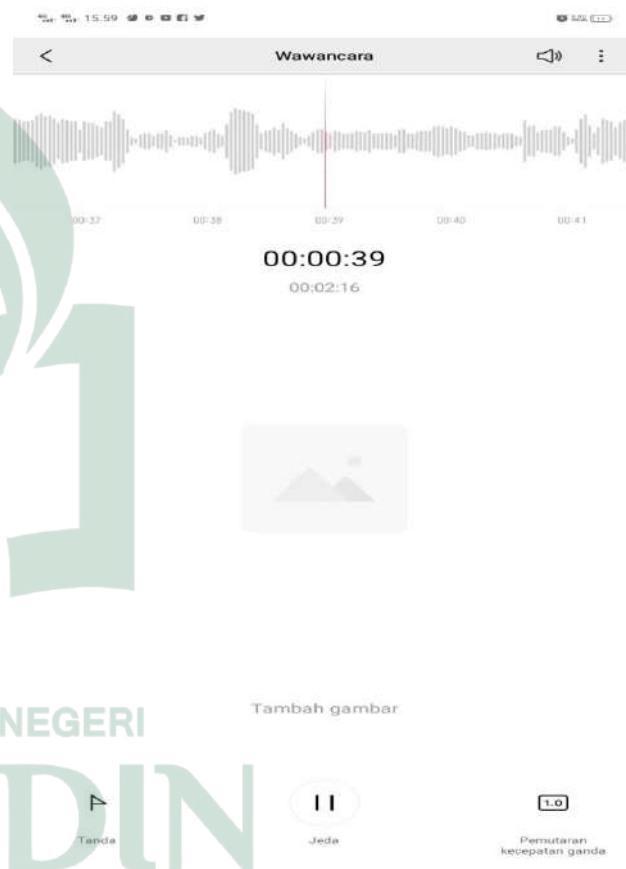 15.59
Wawancara
00:37 00:38 00:39 00:40 00:41
00:00:39
00:02:16
Tambah gambar
NEGERI
DIN
1.0
Tanda Jeda Pemutaran
kecepatan ganda